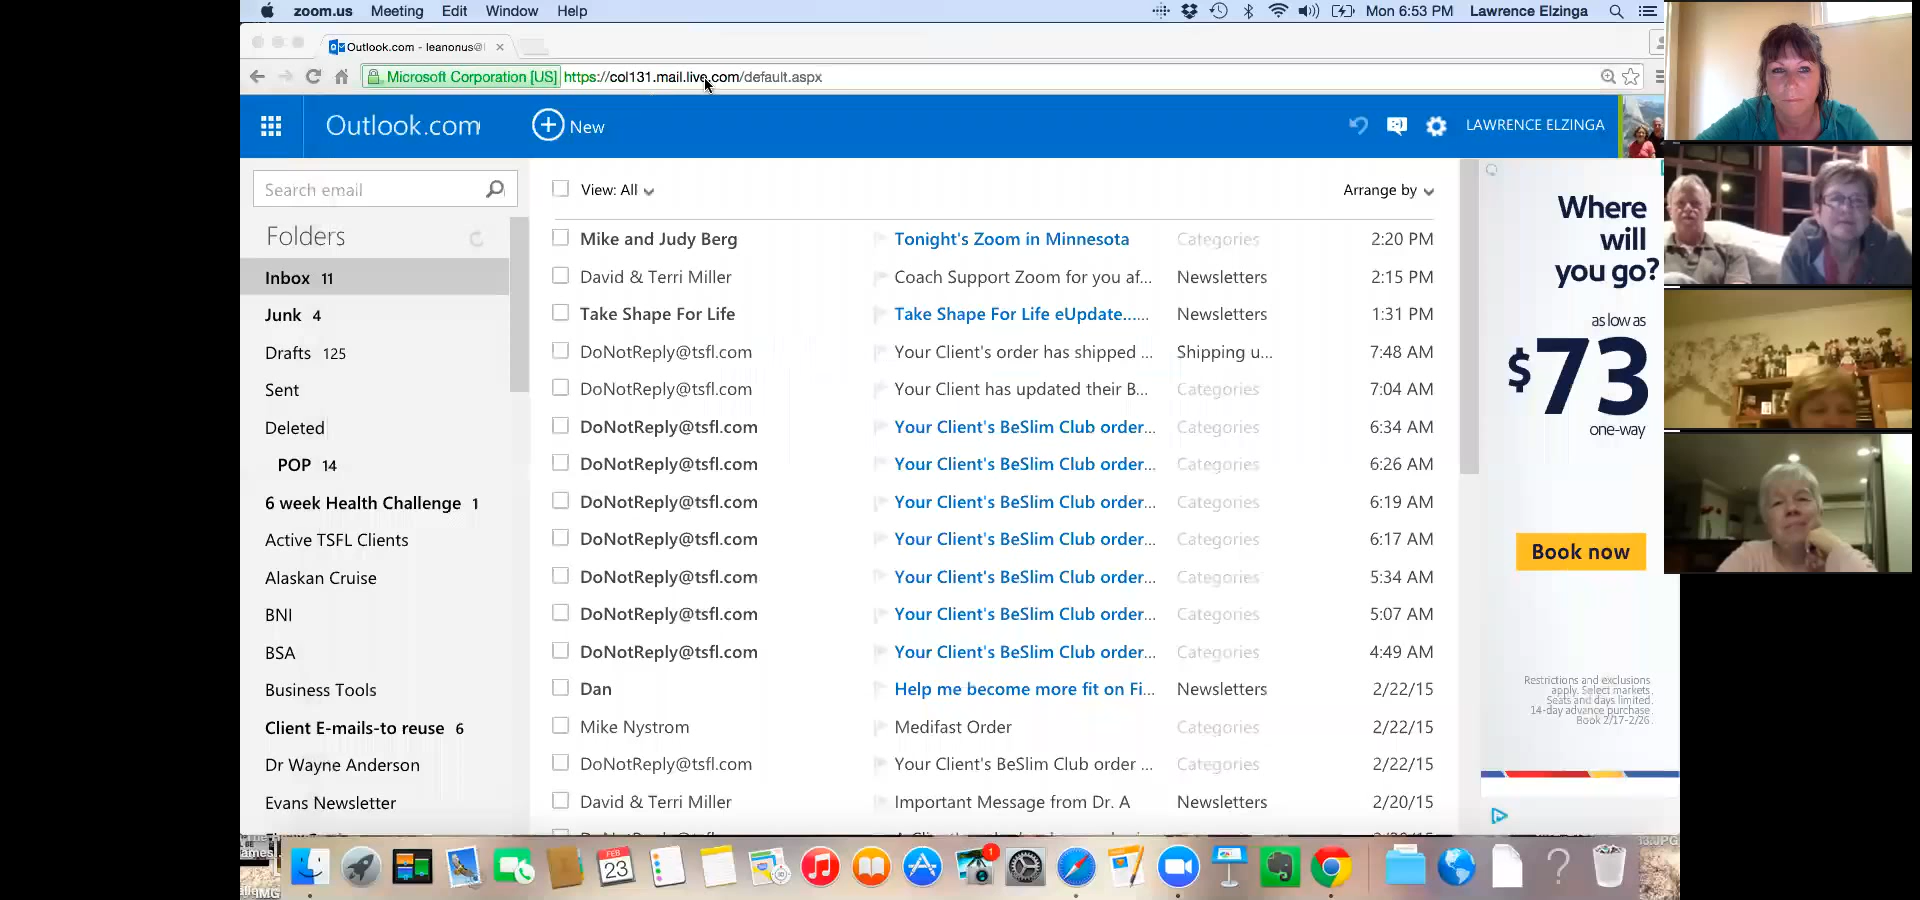 zoom.us Meeting Edit Window Help Mon 6:53 PM Lawrence Elzinga
Outlook.com - leanonus@
Microsoft Corporation [US] https://col131.mail.live.com/default.aspx
Outlook.com New LAWRENCE ELZINGA
Search email
Folders
Inbox 11
Junk 4
Drafts 125
Sent
Deleted
POP 14
6 week Health Challenge 1
Active TSFL Clients
Alaskan Cruise
BNI
BSA
Business Tools
Client E-mails-to reuse 6
Dr Wayne Anderson
Evans Newsletter
View: All Arrange by
Mike and Judy Berg Tonight's Zoom in Minnesota Categories 2:20 PM
David & Terri Miller Coach Support Zoom for you af... Newsletters 2:15 PM
Take Shape For Life Take Shape For Life eUpdate...... Newsletters 1:31 PM
DoNotReply@tsfl.com Your Client's order has shipped ... Shipping u... 7:48 AM
DoNotReply@tsfl.com Your Client has updated their B... Categories 7:04 AM
DoNotReply@tsfl.com Your Client's BeSlim Club order... Categories 6:34 AM
DoNotReply@tsfl.com Your Client's BeSlim Club order... Categories 6:26 AM
DoNotReply@tsfl.com Your Client's BeSlim Club order... Categories 6:19 AM
DoNotReply@tsfl.com Your Client's BeSlim Club order... Categories 6:17 AM
DoNotReply@tsfl.com Your Client's BeSlim Club order... Categories 5:34 AM
DoNotReply@tsfl.com Your Client's BeSlim Club order... Categories 5:07 AM
DoNotReply@tsfl.com Your Client's BeSlim Club order... Categories 4:49 AM
Dan Help me become more fit on Fi... Newsletters 2/22/15
Mike Nystrom Medifast Order Categories 2/22/15
DoNotReply@tsfl.com Your Client's BeSlim Club order ... Categories 2/22/15
David & Terri Miller Important Message from Dr. A Newsletters 2/20/15
Where
will
you go?
as low as
$73
one-way
Book now
Restrictions and exclusions
apply. Select markets.
Seats and days limited.
14-day advance purchase.
Book 2/17-2/26.
FEB
23
1